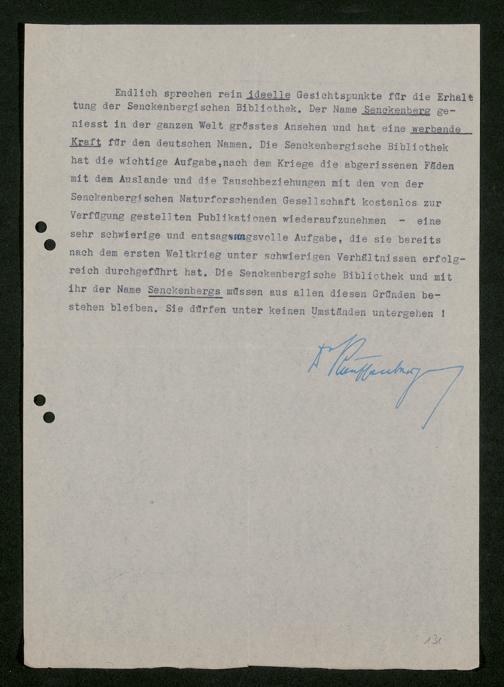 Endlich sprechen rein ideelle Gesichtspunkte für die Erhalt
tung der Senckenbergischen Bibliothek. Der Name Senckenberg ge-
niesst in der ganzen Welt grösstes Ansehen und hat eine werbende
Kraft für den deutschen Namen. Die Senckenbergische Bibliothek
hat die wichtige Aufgabe,nach dem Kriege die abgerissenen Fäden
mit dem Auslande und die Tauschbeziehungen mit den von der
Senckenbergischen Naturforschenden Gesellschaft kostenlos zur
Verfügung gestellten Publikationen wiederaufzunehmen - eine
sehr schwierige und entsagungsvolle Aufgabe, die sie bereits
nach dem ersten Weltkrieg unter schwierigen Verhältnissen erfolg-
reich durchgeführt hat. Die Senckenbergische Bibliothek und mit
ihr der Name Senckenbergs müssen aus allen diesen Gründen be-
stehen bleiben. Sie dürfen unter keinen Umständen untergehen !
Dr
131